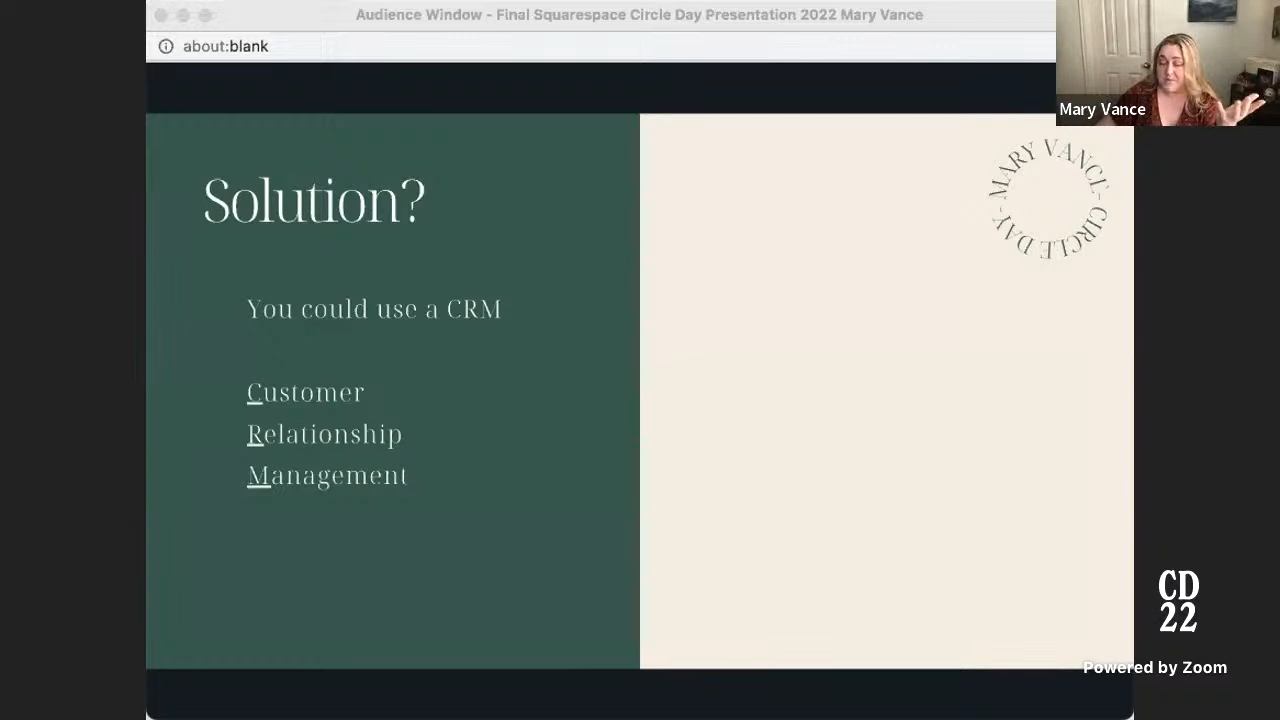 Audience Window - Final Squarespace Circle Day Presentation 2022 Mary Vance
about:blank
Mary Vance
MARY VANCE - CIRCLE DAY -
Solution?
You could use a CRM
Customer
Relationship
Management
CD
22
Powered by Zoom